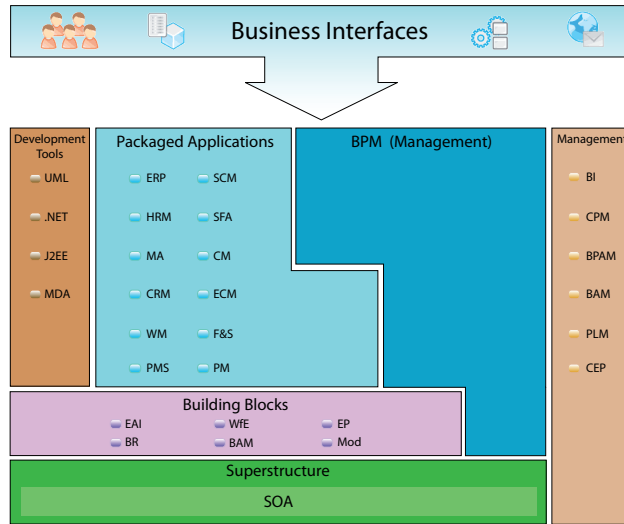 Business Interfaces
Development
Tools
UML
.NET
J2EE
MDA
Packaged Applications
ERP SCM
HRM SFA
MA CM
CRM ECM
WM F&S
PMS PM
BPM (Management)
Management
BI
CPM
BPAM
BAM
PLM
CEP
Building Blocks
EAI WfE EP
BR BAM Mod
Superstructure
SOA